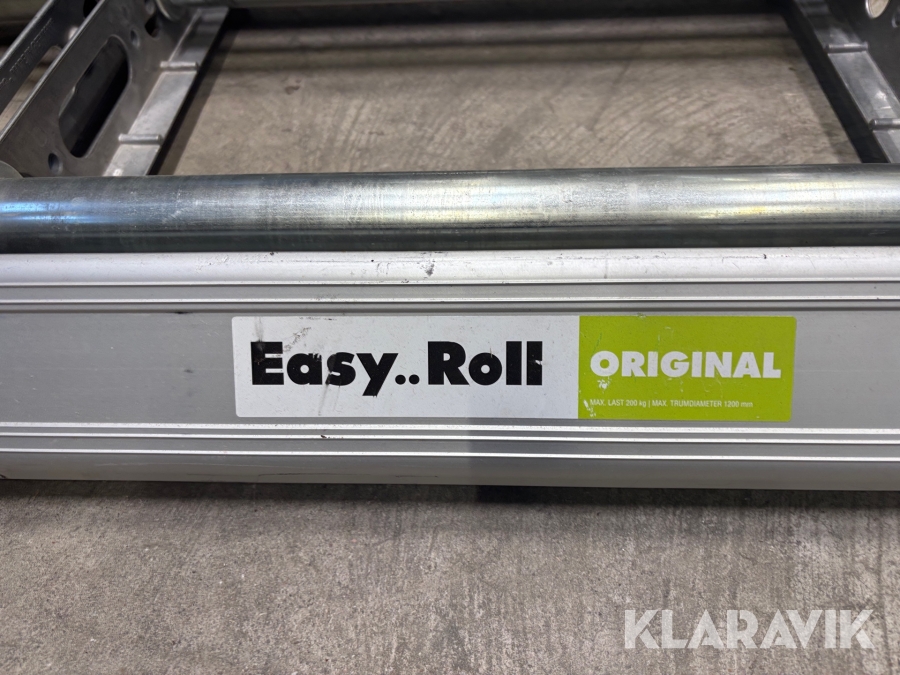 Easy..Roll
ORIGINAL
MAX. LAST 200 kg | MAX. TRUMDIAMETER 1200 mm
KLARAVIK